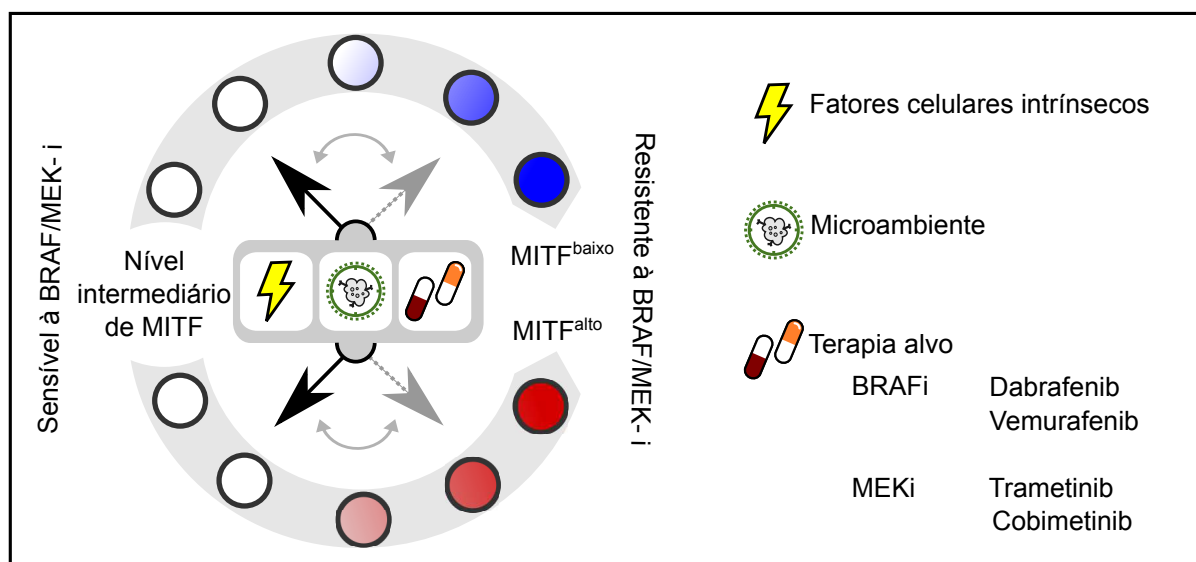 Sensível à BRAF/MEK- i
Nível
intermediário
de MITF
MITFbaixo
MITFalto
Resistente à BRAF/MEK- i
Fatores celulares intrínsecos
Microambiente
Terapia alvo
BRAFi Dabrafenib
Vemurafenib
MEKi Trametinib
Cobimetinib